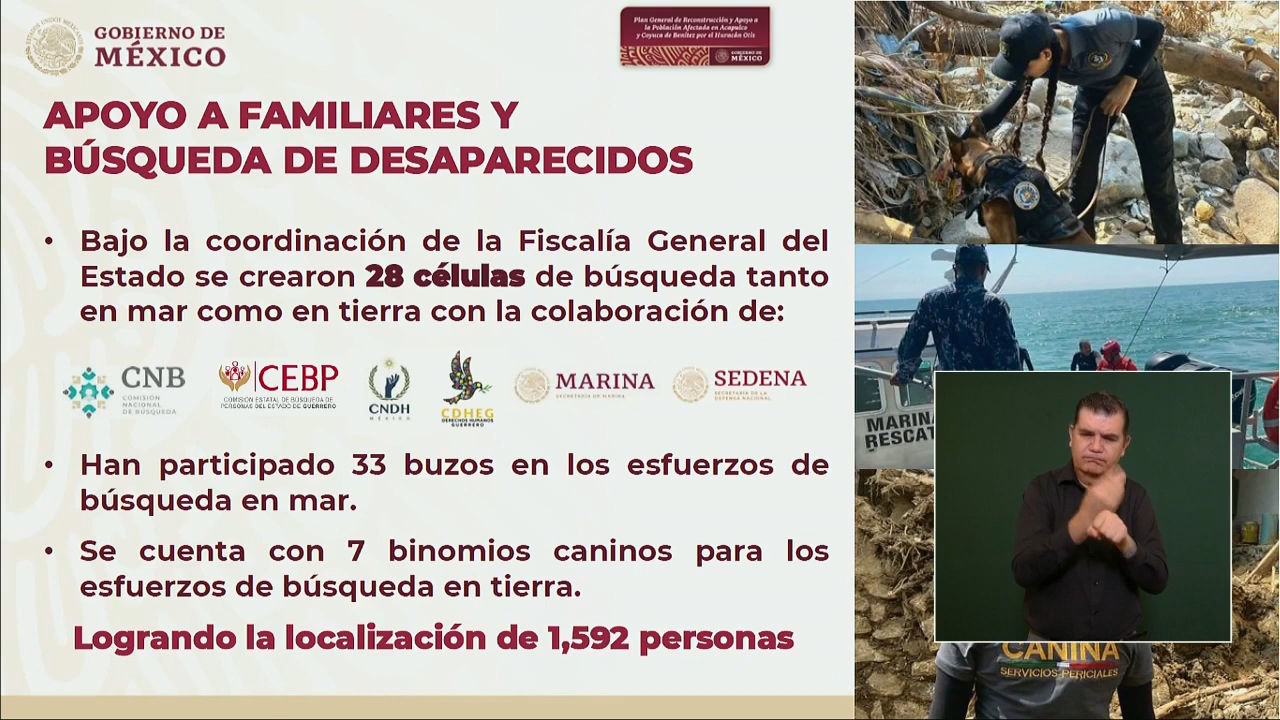 GOBIERNO DE
MÉXICO
Plan General de Reconstrucción y Apoyo a
la Población Afectada en Acapulco
y Coyuca de Benítez por el Huracán Otis
GOBIERNO DE
MÉXICO
APOYO A FAMILIARES Y
BÚSQUEDA DE DESAPARECIDOS
• Bajo la coordinación de la Fiscalía General del
Estado se crearon 28 células de búsqueda tanto
en mar como en tierra con la colaboración de:
CNB
COMISIÓN
NACIONAL
DE BÚSQUEDA
CEBP
COMISIÓN ESTATAL DE BÚSQUEDA DE
PERSONAS DEL ESTADO DE GUERRERO
CNDH
MÉXICO
CDHEG
DERECHOS HUMANOS
GUERRERO
MARINA
SECRETARÍA DE MARINA
SEDENA
SECRETARÍA DE LA
DEFENSA NACIONAL
• Han participado 33 buzos en los esfuerzos de
búsqueda en mar.
• Se cuenta con 7 binomios caninos para los
esfuerzos de búsqueda en tierra.
Logrando la localización de 1,592 personas
MARIN
RESCAT
CANINA
SERVICIOS PERICIALES